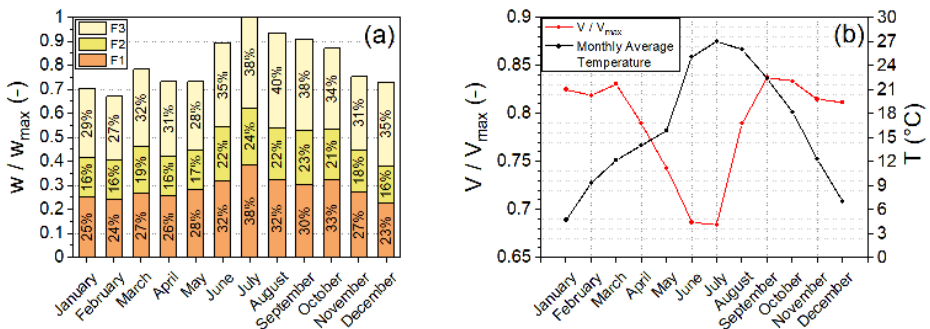 F3
F2
F1
(a)
w / w_max (-)
1
0.9
0.8
0.7
0.6
0.5
0.4
0.3
0.2
0.1
0
29%
27%
32%
31%
28%
35%
38%
40%
38%
34%
31%
35%
16%
16%
19%
16%
17%
22%
24%
22%
23%
21%
18%
16%
25%
24%
27%
26%
28%
32%
38%
32%
30%
33%
27%
23%
January
February
March
April
May
June
July
August
September
October
November
December
V / V_max
Monthly Average
Temperature
(b)
V / V_max (-)
0.9
0.85
0.8
0.75
0.7
0.65
30
27
24
21
18
15
12
9
6
3
0
T (°C)
January
February
March
April
May
June
July
August
September
October
November
December